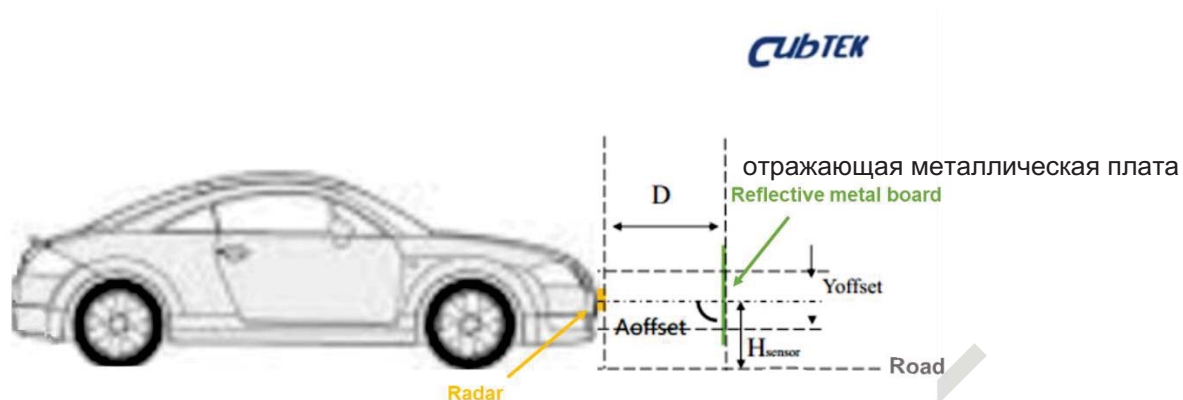 CUbTEK
отражающая металлическая плата
D
Reflective metal board
Yoffset
Aoffset
Hsensor
Road
Radar